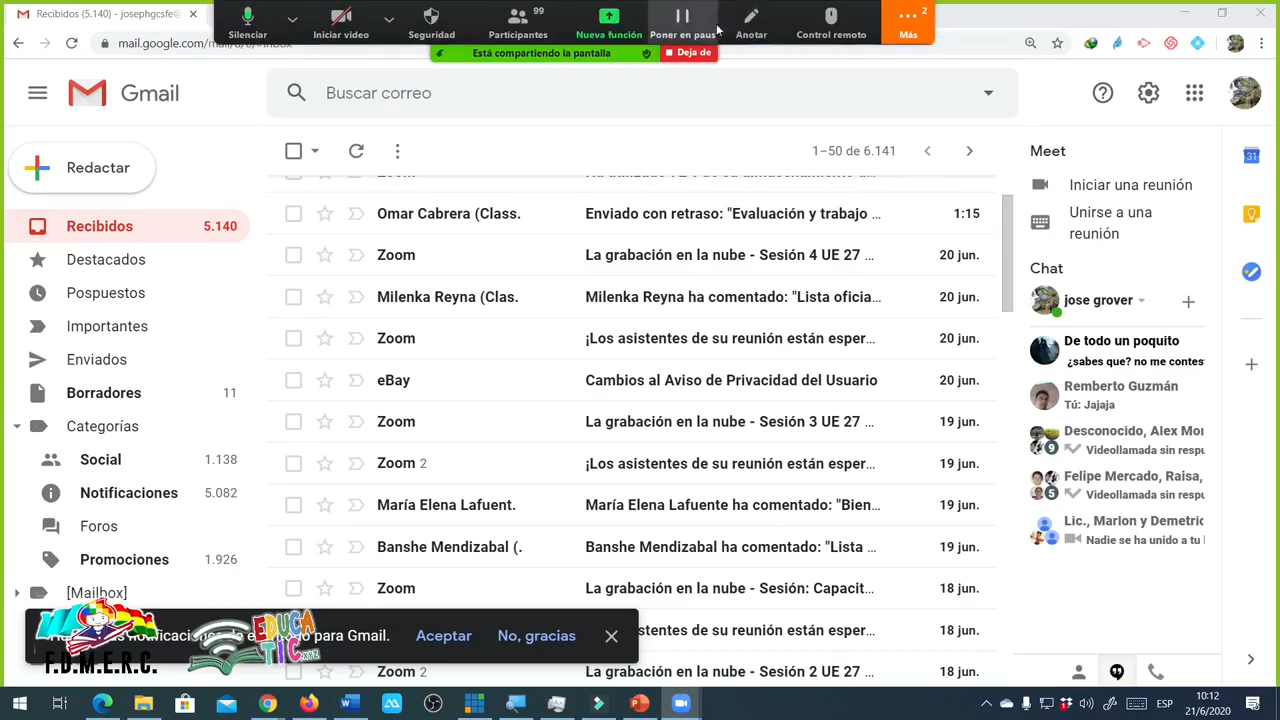 Recibidos (5.140) - josephgcsfe@
Silenciar
Iniciar video
Seguridad
99
Participantes
Nueva función
Poner en paus
Anotar
Control remoto
2
Más
Está compartiendo la pantalla
Deja de
mail.google.com/mail/
Gmail
Buscar correo
Redactar
1–50 de 6.141
Recibidos 5.140
Destacados
Pospuestos
Importantes
Enviados
Borradores 11
Categorías
Social 1.138
Notificaciones 5.082
Foros
Promociones 1.926
[Mailbox]
Omar Cabrera (Class. Enviado con retraso: "Evaluación y trabajo ... 1:15
Zoom La grabación en la nube - Sesión 4 UE 27 ... 20 jun.
Milenka Reyna (Clas. Milenka Reyna ha comentado: "Lista oficia... 20 jun.
Zoom ¡Los asistentes de su reunión están esper... 20 jun.
eBay Cambios al Aviso de Privacidad del Usuario 20 jun.
Zoom La grabación en la nube - Sesión 3 UE 27 ... 19 jun.
Zoom 2 ¡Los asistentes de su reunión están esper... 19 jun.
María Elena Lafuent. María Elena Lafuente ha comentado: "Bien... 19 jun.
Banshe Mendizabal (. Banshe Mendizabal ha comentado: "Lista ... 19 jun.
Zoom La grabación en la nube - Sesión: Capacit... 18 jun.
stentes de su reunión están esper... 18 jun.
Zoom 2 La grabación en la nube - Sesión 2 UE 27 ... 18 jun.
Meet
Iniciar una reunión
Unirse a una
reunión
Chat
jose grover
De todo un poquito
¿sabes que? no me contes
Remberto Guzmán
Tú: Jajaja
Desconocido, Alex Mor
9
Videollamada sin respu
Felipe Mercado, Raisa,
5
Videollamada sin respu
Lic., Marlon y Demetric
Nadie se ha unido a tu
31
para Gmail. Aceptar No, gracias
F.D.M.E.R.C.
EDUCA
TIC.XYZ
ESP
10:12
21/6/2020